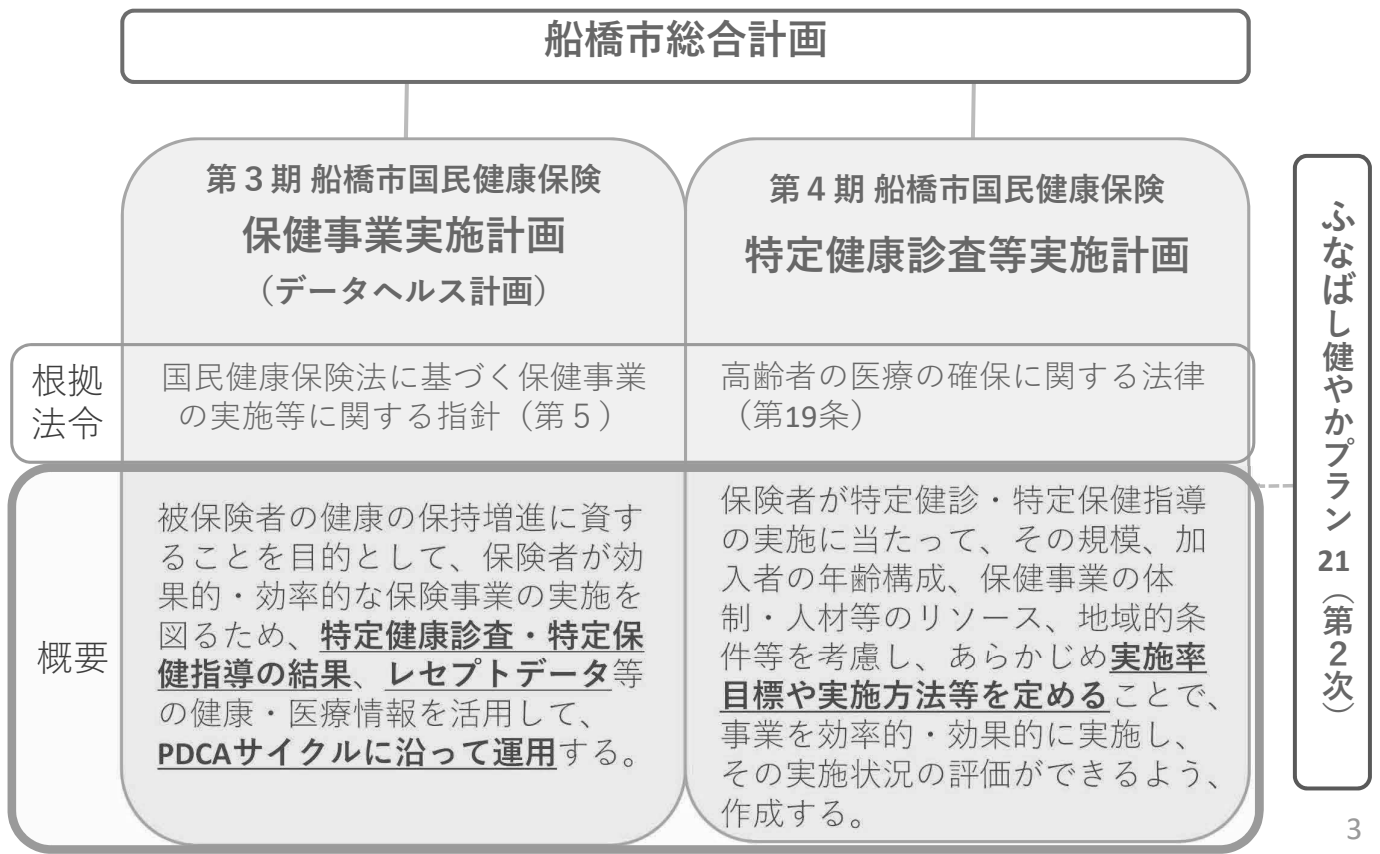 船橋市総合計画
第３期 船橋市国民健康保険
保健事業実施計画
（データヘルス計画）
第４期 船橋市国民健康保険
特定健康診査等実施計画
根拠
法令
国民健康保険法に基づく保健事業
の実施等に関する指針（第５）
高齢者の医療の確保に関する法律
（第19条）
概要
被保険者の健康の保持増進に資す
ることを目的として、保険者が効
果的・効率的な保険事業の実施を
図るため、特定健康診査・特定保
健指導の結果、レセプトデータ等
の健康・医療情報を活用して、
PDCAサイクルに沿って運用する。
保険者が特定健診・特定保健指導
の実施に当たって、その規模、加
入者の年齢構成、保健事業の体
制・人材等のリソース、地域的条
件等を考慮し、あらかじめ実施率
目標や実施方法等を定めることで、
事業を効率的・効果的に実施し、
その実施状況の評価ができるよう、
作成する。
ふなばし健やかプラン21（第２次）
3